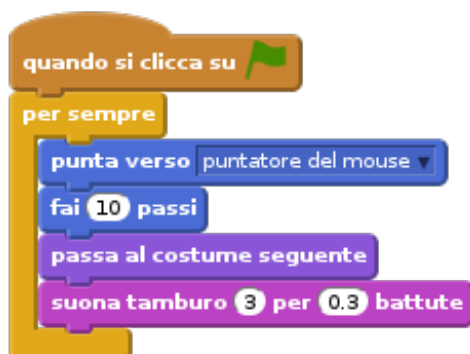 quando si clicca su
per sempre
punta verso puntatore del mouse
fai 10 passi
passa al costume seguente
suona tamburo 3 per 0.3 battute